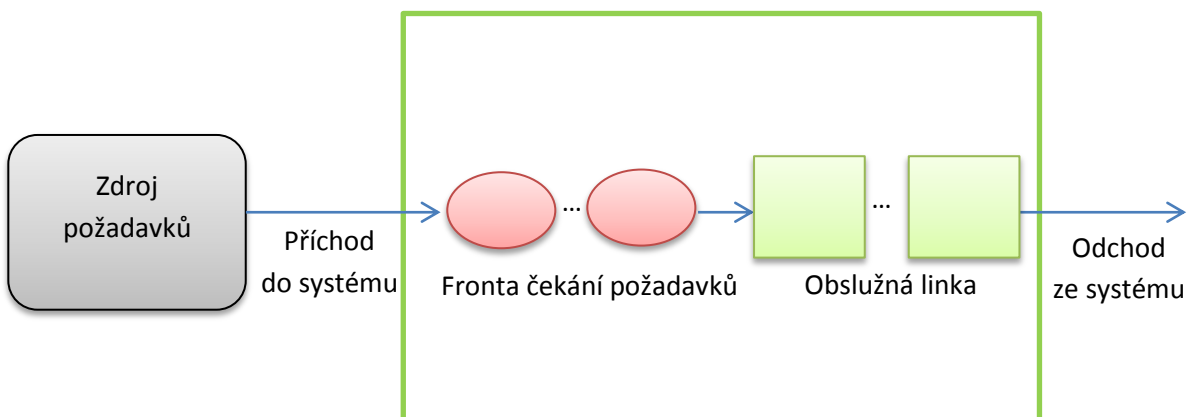 Zdroj
požadavků
Příchod
do systému
...
Fronta čekání požadavků
...
Obslužná linka
Odchod
ze systému